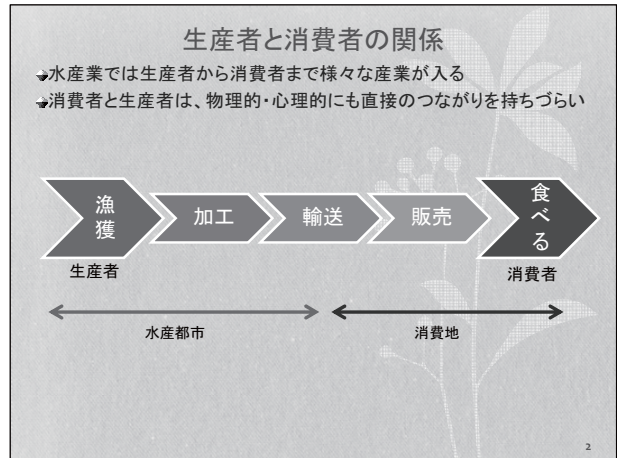 生産者と消費者の関係
水産業では生産者から消費者まで様々な産業が入る
消費者と生産者は、物理的・心理的にも直接のつながりを持ちづらい
漁獲
加工
輸送
販売
食べる
生産者
消費者
水産都市
消費地
2